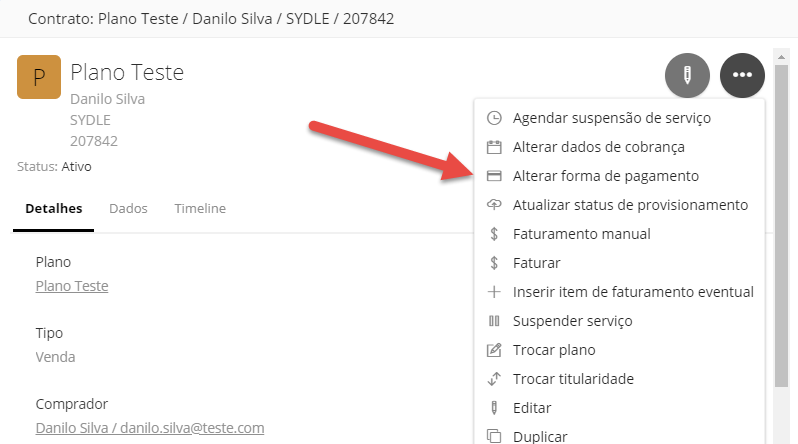 Contrato: Plano Teste / Danilo Silva / SYDLE / 207842
P
Plano Teste
Danilo Silva
SYDLE
207842
Status: Ativo
Detalhes
Dados
Timeline
Plano
Plano Teste
Tipo
Venda
Comprador
Danilo Silva / danilo.silva@teste.com
Agendar suspensão de serviço
Alterar dados de cobrança
Alterar forma de pagamento
Atualizar status de provisionamento
Faturamento manual
Faturar
Inserir item de faturamento eventual
Suspender serviço
Trocar plano
Trocar titularidade
Editar
Duplicar